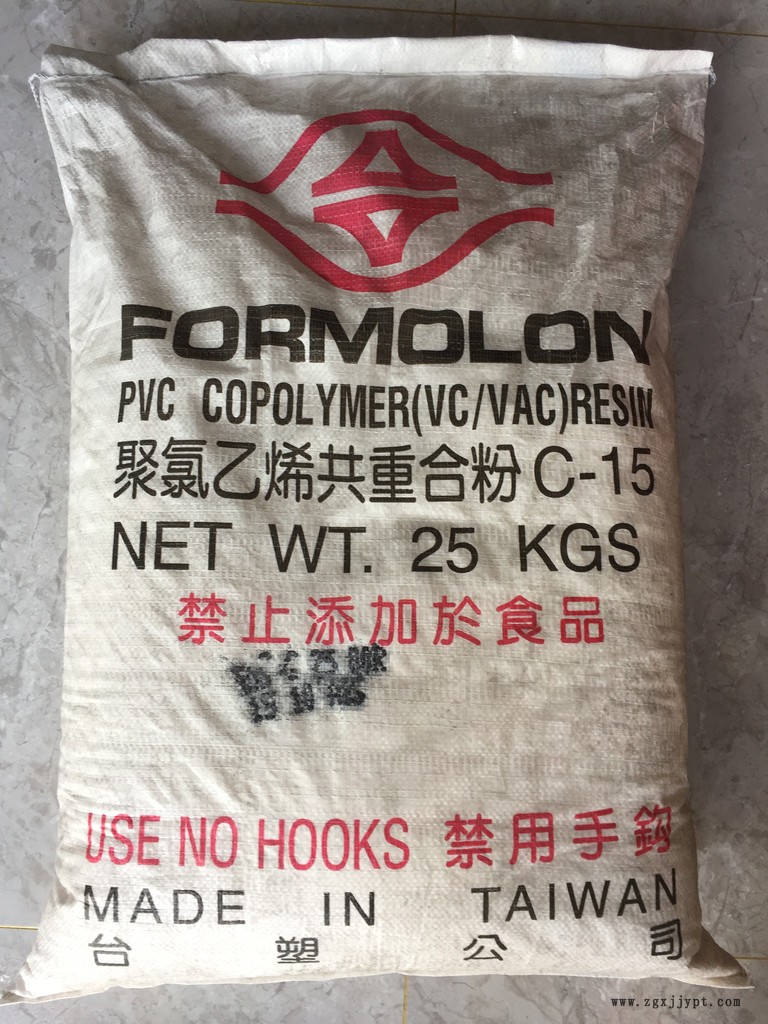 FORMOLON
PVC COPOLYMER(VC/VAC)RESIN
聚氯乙烯共重合粉 C-15
NET WT. 25 KGS
禁止添加於食品
USE NO HOOKS 禁用手鈎
MADE IN TAIWAN
台塑公司
www.zgxjjypt.com